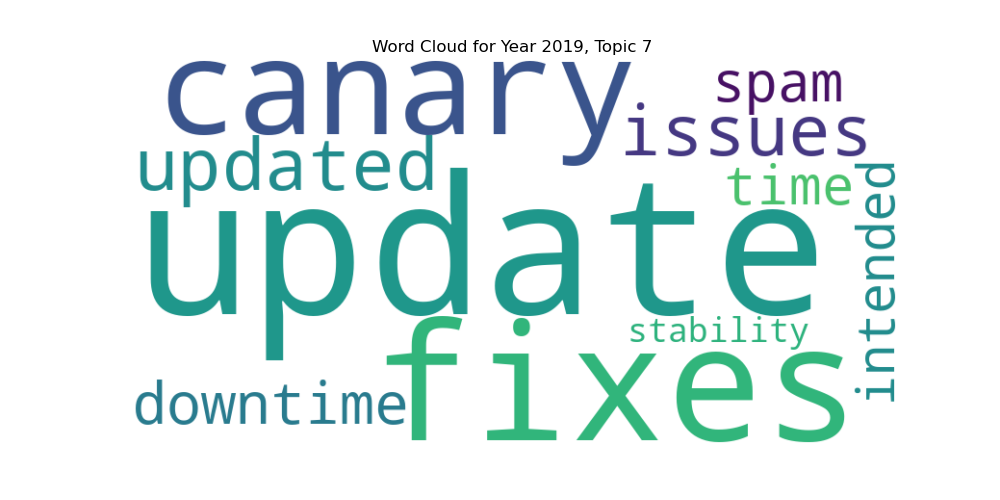 Word Cloud for Year 2019, Topic 7
canary
spam
issues
updated
time
intended
update
stability
fixes
downtime